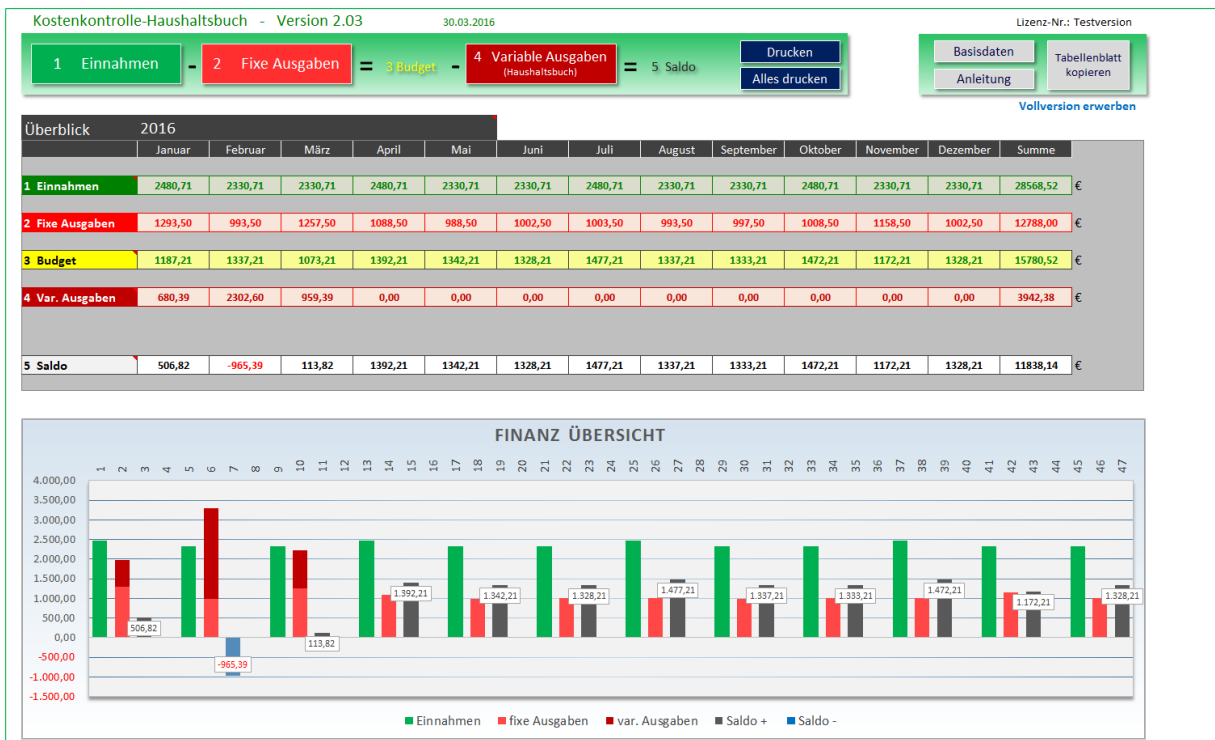 Kostenkontrolle-Haushaltsbuch - Version 2.03 30.03.2016 Lizenz-Nr.: Testversion
1 Einnahmen - 2 Fixe Ausgaben = 3 Budget - 4 Variable Ausgaben (Haushaltsbuch) = 5 Saldo
Drucken
Alles drucken
Basisdaten
Anleitung
Tabellenblatt
kopieren
Vollversion erwerben
Überblick 2016
Januar Februar März April Mai Juni Juli August September Oktober November Dezember Summe
1 Einnahmen 2480,71 2330,71 2330,71 2480,71 2330,71 2330,71 2480,71 2330,71 2330,71 2480,71 2330,71 2330,71 28568,52 €
2 Fixe Ausgaben 1293,50 993,50 1257,50 1088,50 988,50 1002,50 1003,50 993,50 997,50 1008,50 1158,50 1002,50 12788,00 €
3 Budget 1187,21 1337,21 1073,21 1392,21 1342,21 1328,21 1477,21 1337,21 1333,21 1472,21 1172,21 1328,21 15780,52 €
4 Var. Ausgaben 680,39 2302,60 959,39 0,00 0,00 0,00 0,00 0,00 0,00 0,00 0,00 0,00 3942,38 €
5 Saldo 506,82 -965,39 113,82 1392,21 1342,21 1328,21 1477,21 1337,21 1333,21 1472,21 1172,21 1328,21 11838,14 €
FINANZ ÜBERSICHT
1 2 3 4 5 6 7 8 9 10 11 12 13 14 15 16 17 18 19 20 21 22 23 24 25 26 27 28 29 30 31 32 33 34 35 36 37 38 39 40 41 42 43 44 45 46 47
4.000,00
3.500,00
3.000,00
2.500,00
2.000,00
1.500,00
1.000,00
500,00
0,00
-500,00
-1.000,00
-1.500,00
506,82
-965,39
113,82
1.392,21
1.342,21
1.328,21
1.477,21
1.337,21
1.333,21
1.472,21
1.172,21
1.328,21
Einnahmen fixe Ausgaben var. Ausgaben Saldo + Saldo -